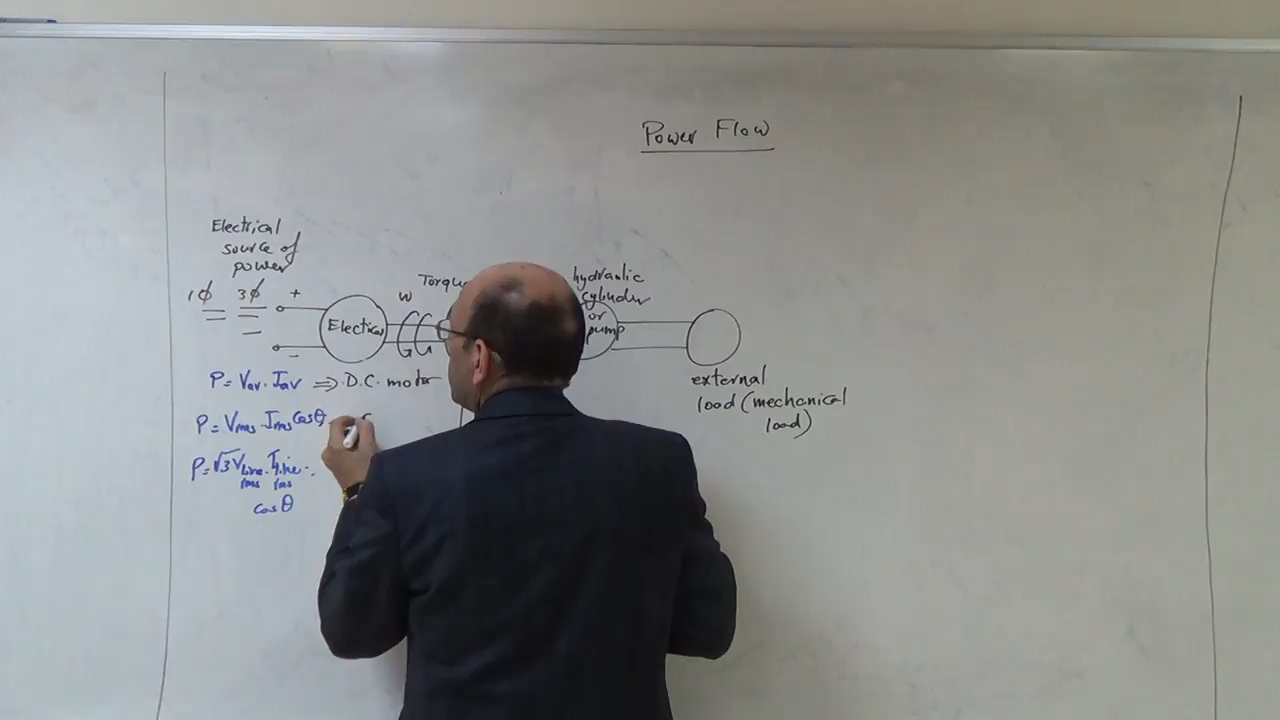 Power Flow
Electrical
source of
power
1ϕ 3ϕ +
-
Electrical
ω
Torque
hydraulic
cylinder
or
pump
external
load (mechanical
load)
P = Vav . Iav ⇒ D.C. motor
P = Vrms . Irms Cosθ
P = √3 VLine . ILine .
rms rms
cosθ